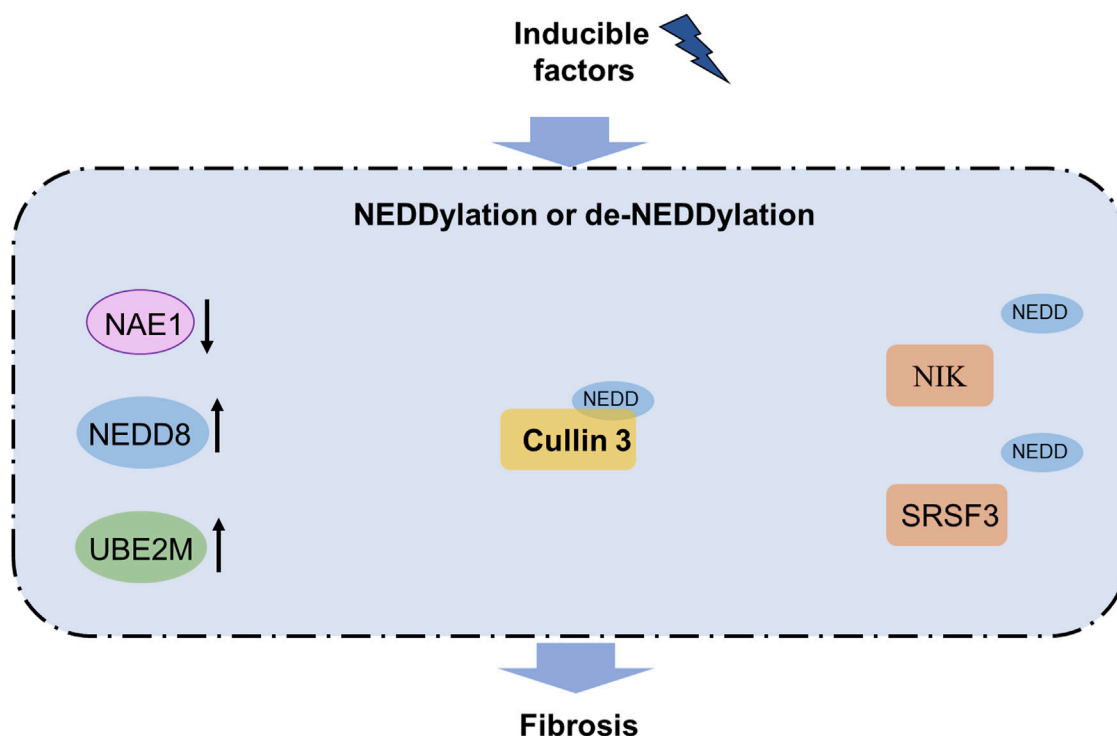 Inducible
factors
NEDDylation or de-NEDDylation
NAE1
NEDD8
UBE2M
NEDD
Cullin 3
NEDD
NIK
NEDD
SRSF3
Fibrosis